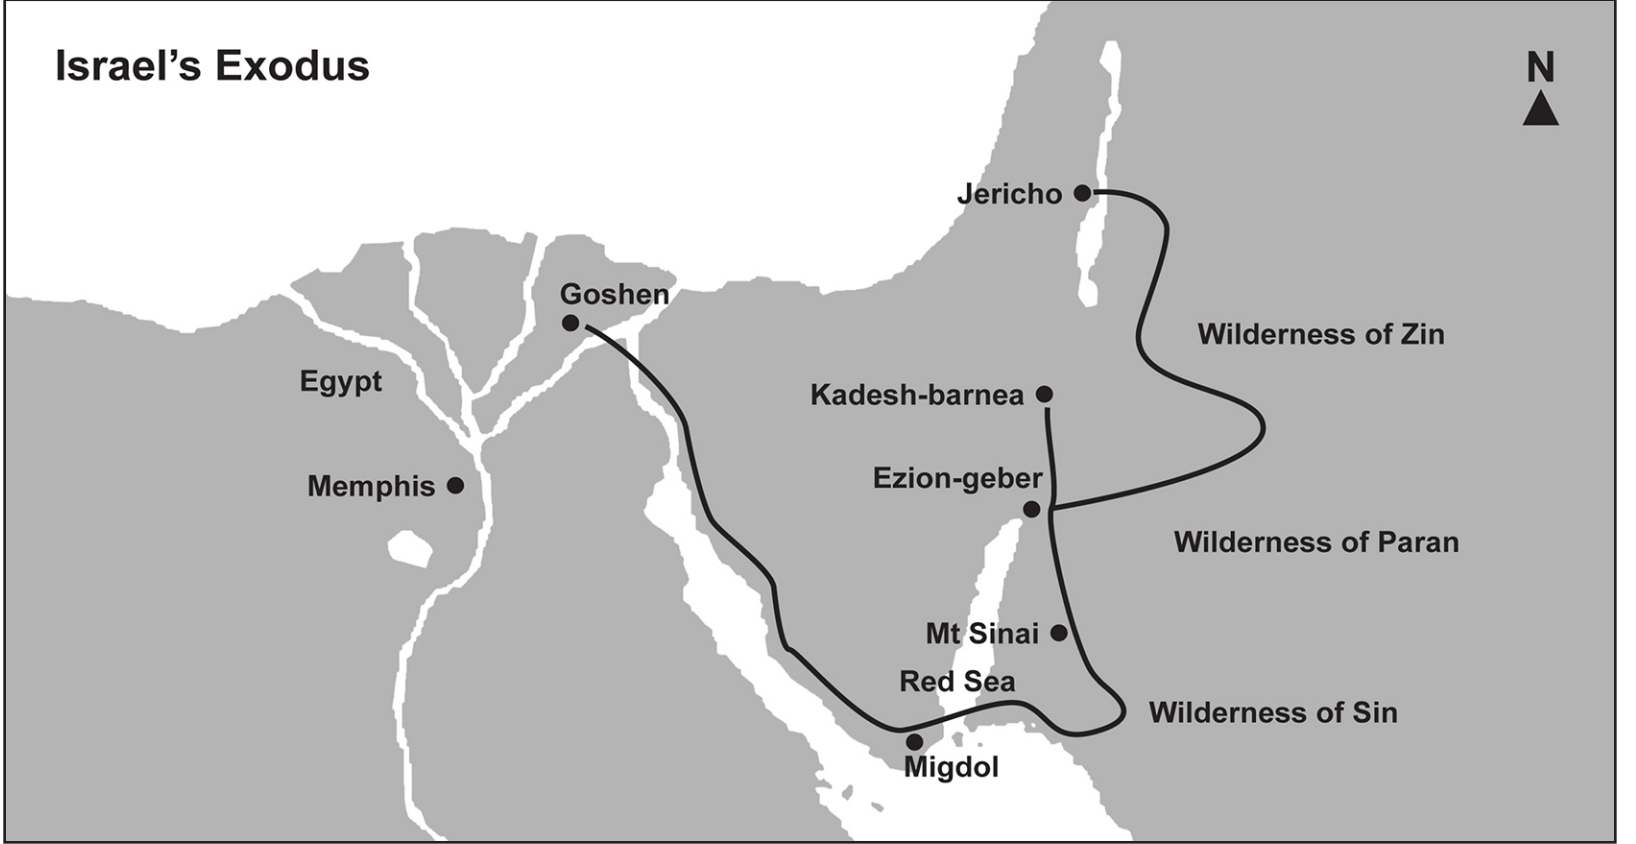 Israel's Exodus
N
Jericho
Goshen
Wilderness of Zin
Egypt
Kadesh-barnea
Ezion-geber
Memphis
Wilderness of Paran
Mt Sinai
Red Sea
Wilderness of Sin
Migdol